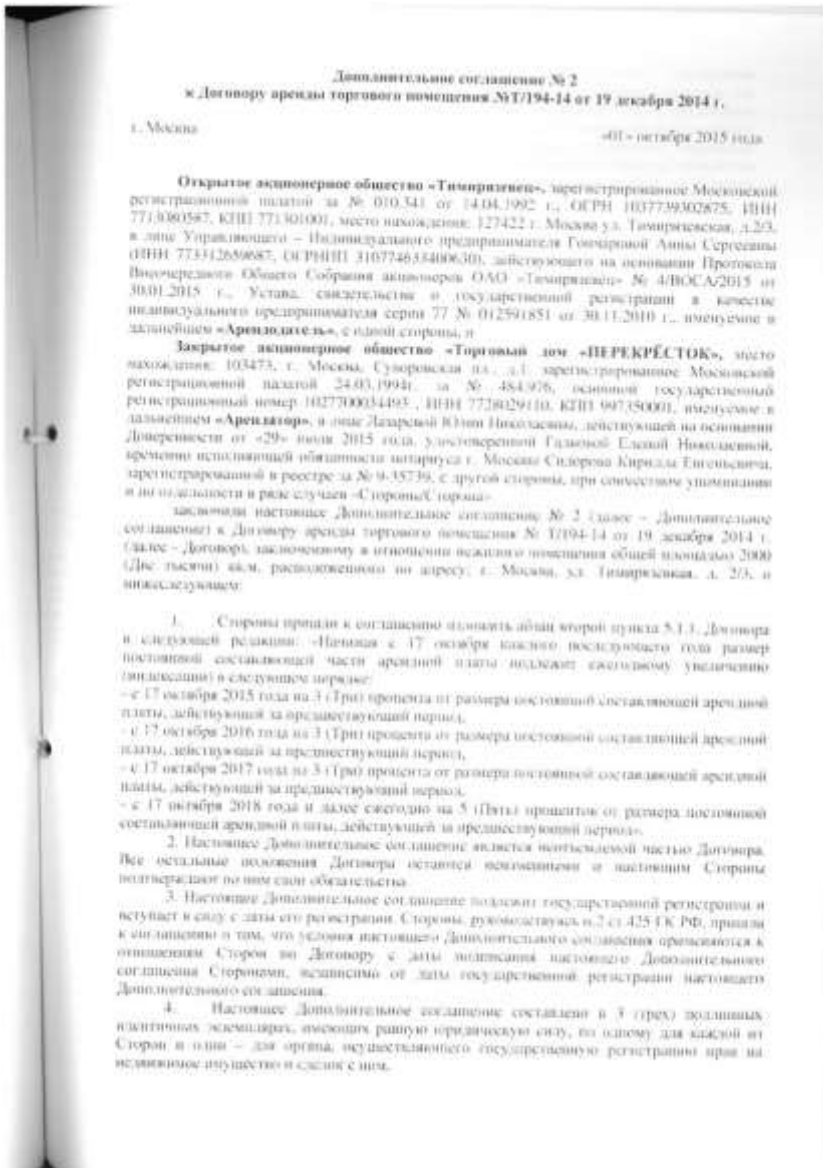 Дополнительное соглашение № 2
к Договору аренды торгового помещения №Т/194-14 от 19 декабря 2014 г.
г. Москва
«01» октября 2015 года
Открытое акционерное общество «Тимирязевец», зарегистрированное Московской
регистрационной палатой за № 010.341 от 14.04.1992 г., ОГРН 1037739302875, ИНН
7713080587, КПП 771301001, место нахождения: 127422 г. Москва ул. Тимирязевская, д.2/3,
в лице Управляющего – Индивидуального предпринимателя Гончаровой Анны Сергеевны
(ИНН 773312659687, ОГРНИП 310774633400630), действующего на основании Протокола
Внеочередного Общего Собрания акционеров ОАО «Тимирязевец» № 4/ВОСА/2015 от
30.01.2015 г., Устава, свидетельства о государственной регистрации в качестве
индивидуального предпринимателя серии 77 № 012591851 от 30.11.2010 г., именуемое в
дальнейшем «Арендодатель», с одной стороны, и
Закрытое акционерное общество «Торговый дом «ПЕРЕКРЁСТОК», место
нахождения: 103473, г. Москва, Суворовская пл., д.1, зарегистрированное Московской
регистрационной палатой 24.03.1994г. за № 484.976, основной государственный
регистрационный номер 1027700034493 , ИНН 7728029110, КПП 997350001, именуемое в
дальнейшем «Арендатор», в лице Лазаревой Юлии Николаевны, действующей на основании
Доверенности от «29» июля 2015 года, удостоверенной Галковой Еленой Николаевной,
временно исполняющей обязанности нотариуса г. Москвы Сидорова Кирилла Евгеньевича,
зарегистрированной в реестре за № 9-35739, с другой стороны, при совместном упоминании
и по отдельности в ряде случаев «Стороны/Сторона»
заключили настоящее Дополнительное соглашение № 2 (далее – Дополнительное
соглашение) к Договору аренды торгового помещения № Т/194-14 от 19 декабря 2014 г.
(далее - Договор), заключенному в отношении нежилого помещения общей площадью 2000
(Две тысячи) кв.м, расположенного по адресу: г. Москва, ул. Тимирязевкая, д. 2/3, о
нижеследующем:
1. Стороны пришли к соглашению изложить абзац второй пункта 5.1.1. Договора
в следующей редакции: «Начиная с 17 октября каждого последующего года размер
постоянной составляющей части арендной платы подлежит ежегодному увеличению
(индексации) в следующем порядке:
- с 17 октября 2015 года на 3 (Три) процента от размера постоянной составляющей арендной
платы, действующей за предшествующий период,
- с 17 октября 2016 года на 3 (Три) процента от размера постоянной составляющей арендной
платы, действующей за предшествующий период,
- с 17 октября 2017 года на 3 (Три) процента от размера постоянной составляющей арендной
платы, действующей за предшествующий период,
- с 17 октября 2018 года и далее ежегодно на 5 (Пять) процентов от размера постоянной
составляющей арендной платы, действующей за предшествующий период».
2. Настоящее Дополнительное соглашение является неотъемлемой частью Договора.
Все остальные положения Договора остаются неизменными и настоящим Стороны
подтверждают по ним свои обязательства.
3. Настоящее Дополнительное соглашение подлежит государственной регистрации и
вступает в силу с даты его регистрации. Стороны, руководствуясь п.2 ст.425 ГК РФ, пришли
к соглашению о том, что условия настоящего Дополнительного соглашения применяются к
отношениям Сторон по Договору с даты подписания настоящего Дополнительного
соглашения Сторонами, независимо от даты государственной регистрации настоящего
Дополнительного соглашения.
4. Настоящее Дополнительное соглашение составлено в 3 (трех) подлинных
идентичных экземплярах, имеющих равную юридическую силу, по одному для каждой из
Сторон и один – для органа, осуществляющего государственную регистрацию прав на
недвижимое имущество и сделок с ним.